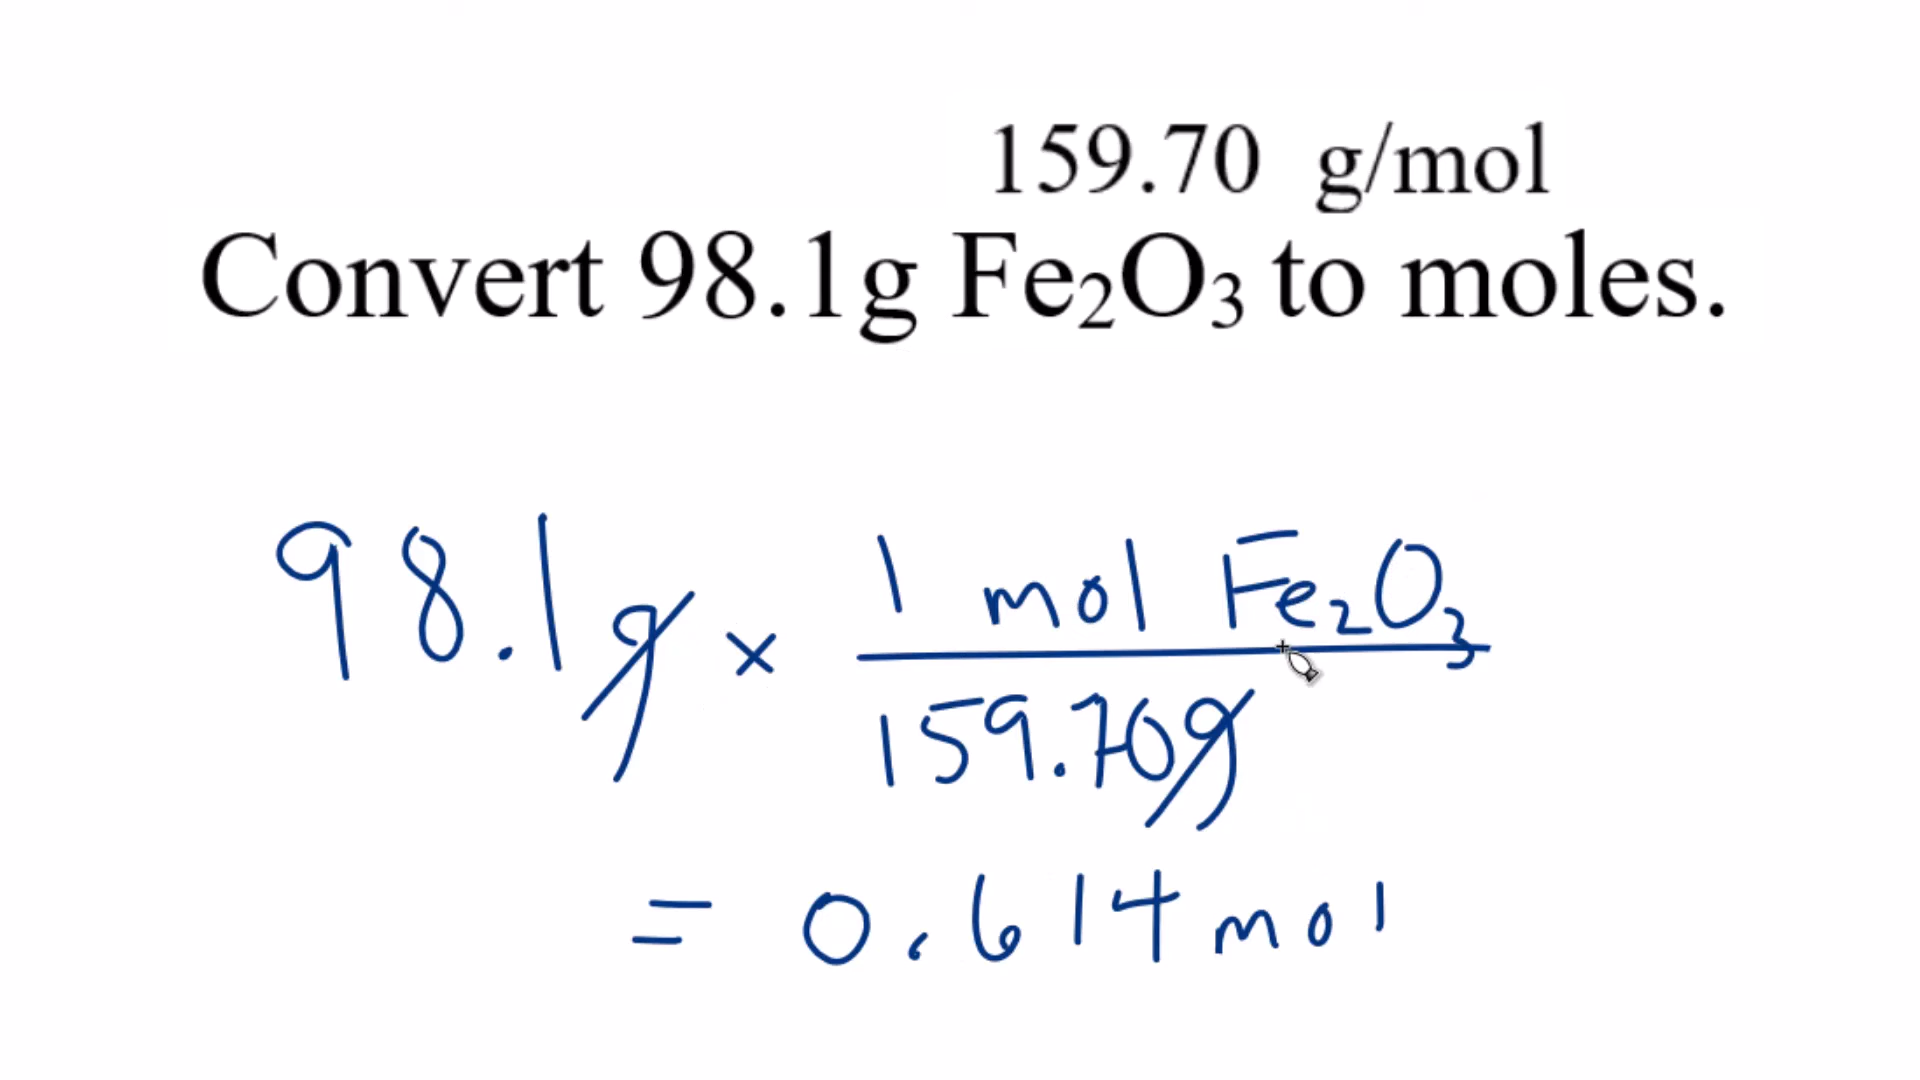 159.70 g/mol
Convert 98.1g Fe₂O₃ to moles.
98.1g × 1 mol Fe₂O₃
159.70g
= 0.614 mol